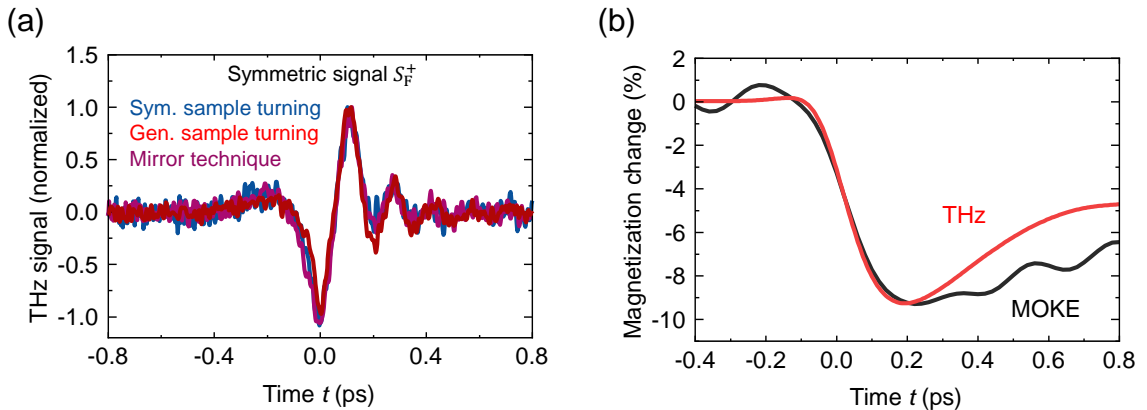 (a)
1.5
1.0
0.5
0.0
-0.5
-1.0
THz signal (normalized)
Symmetric signal S_F^+
Sym. sample turning
Gen. sample turning
Mirror technique
-0.8 -0.4 0.0 0.4 0.8
Time t (ps)
(b)
2
0
-2
-4
-6
-8
-10
Magnetization change (%)
THz
MOKE
-0.4 -0.2 0.0 0.2 0.4 0.6 0.8
Time t (ps)